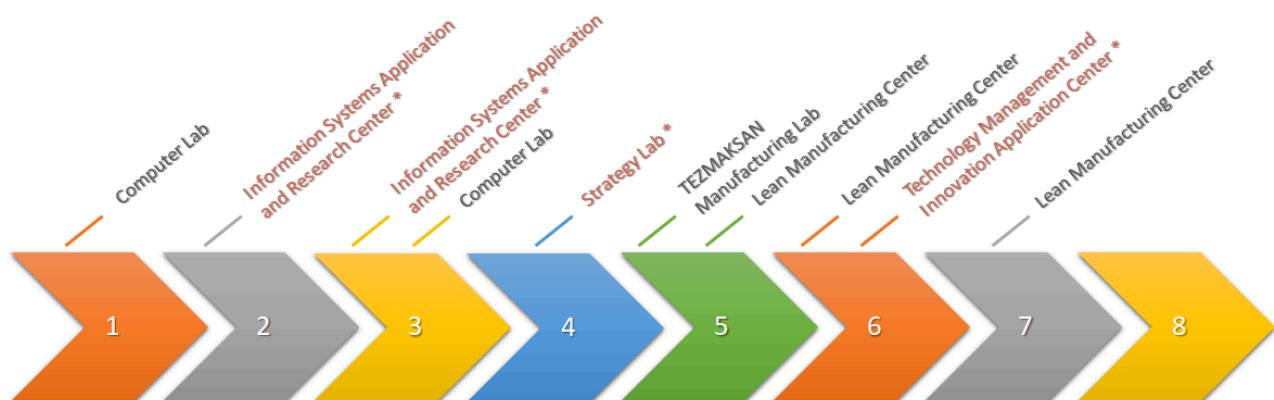 Computer Lab
Information Systems Application
and Research Center *
Information Systems Application
and Research Center *
Computer Lab
Strategy Lab *
TEZMAKSAN
Manufacturing Lab
Lean Manufacturing Center
Lean Manufacturing Center
Technology Management and
Innovation Application Center *
Lean Manufacturing Center
1
2
3
4
5
6
7
8